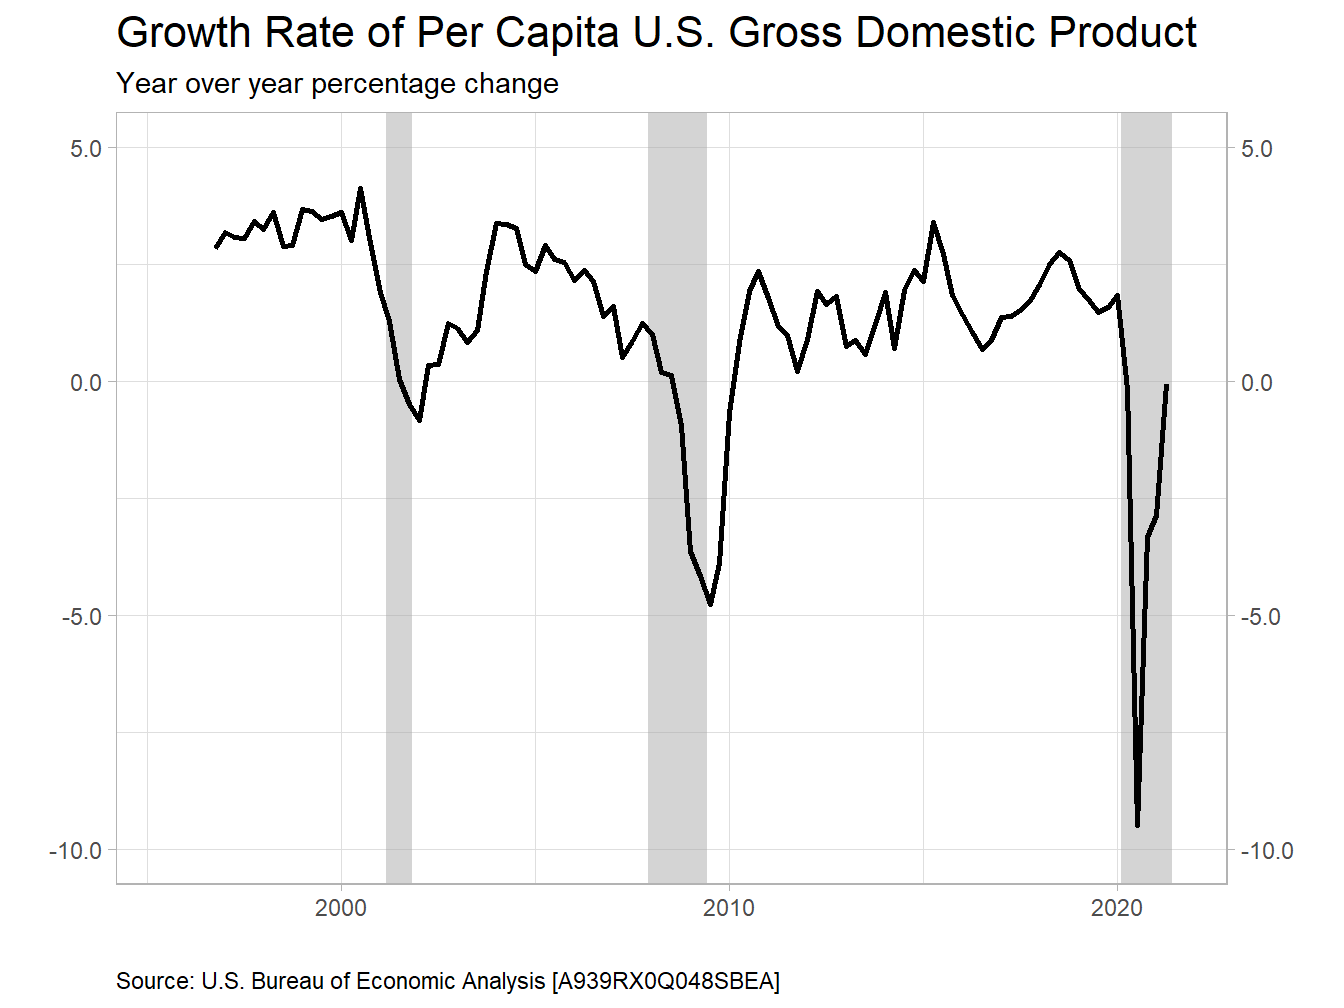 Growth Rate of Per Capita U.S. Gross Domestic Product
Year over year percentage change
5.0 5.0
0.0 0.0
-5.0 -5.0
-10.0 -10.0
2000 2010 2020
Source: U.S. Bureau of Economic Analysis [A939RX0Q048SBEA]